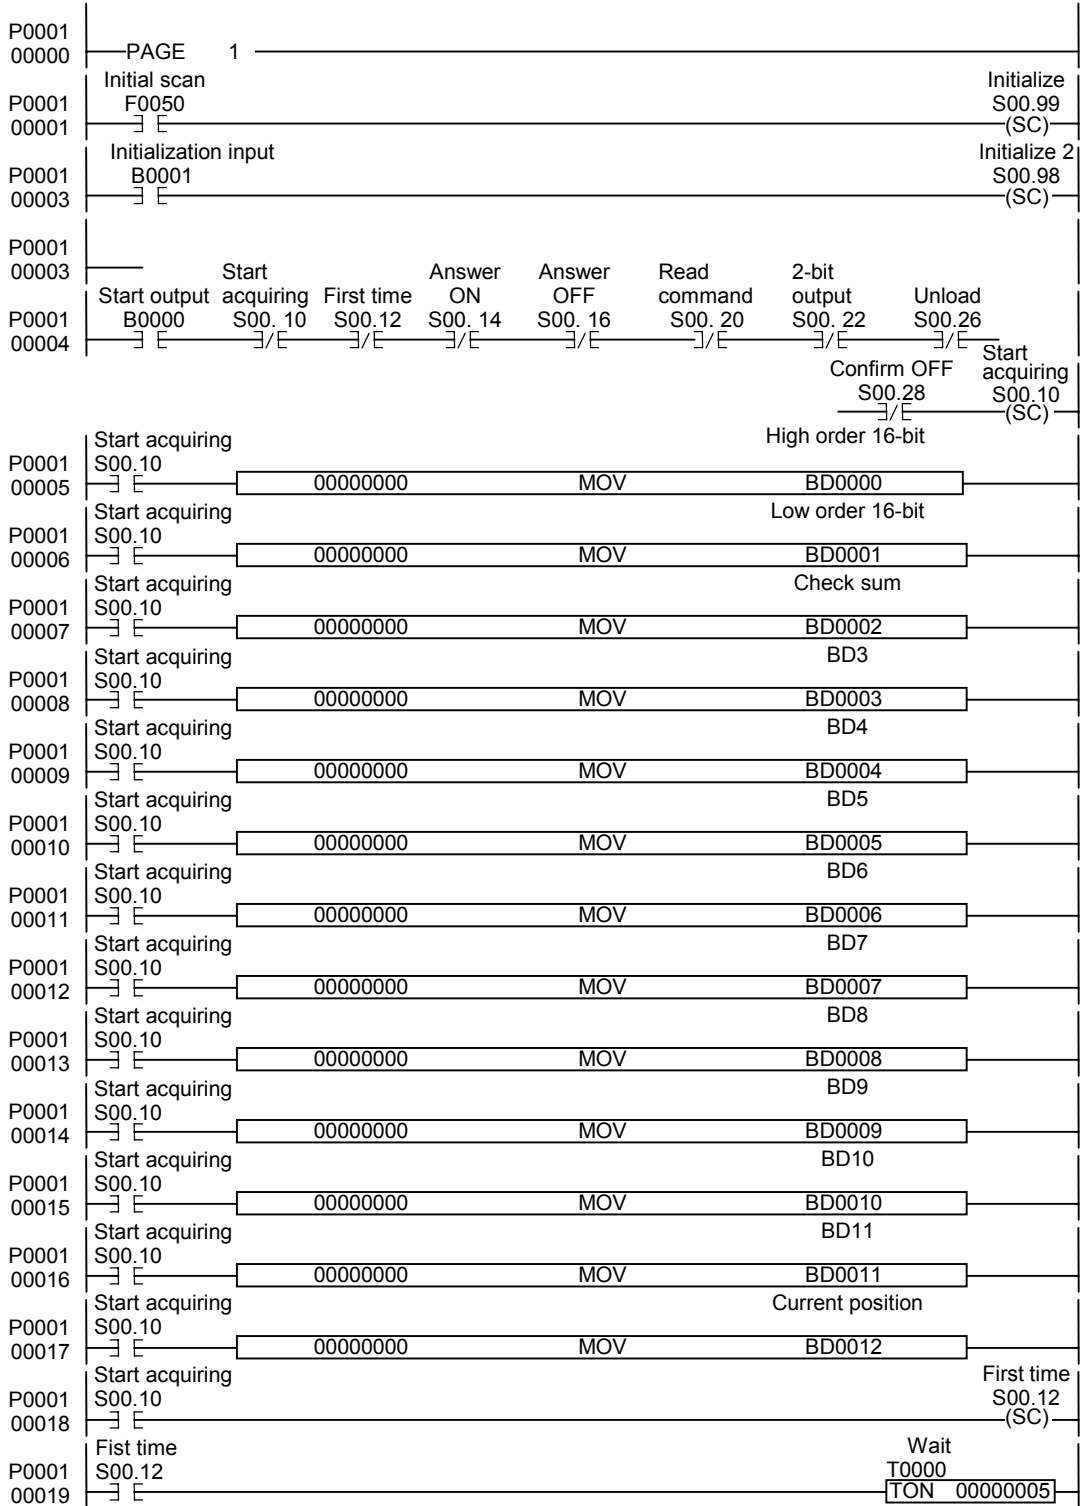 P0001
00000 PAGE 1
Initial scan Initialize
P0001 F0050 S00.99
00001 (SC)
Initialization input Initialize 2
P0001 B0001 S00.98
00003 (SC)
P0001
00003
Start Answer Answer Read 2-bit
Start output acquiring First time ON OFF command output Unload
P0001 B0000 S00. 10 S00.12 S00. 14 S00. 16 S00. 20 S00. 22 S00.26
00004
Start
Confirm OFF acquiring
S00.28 S00.10
(SC)
Start acquiring High order 16-bit
P0001 S00.10
00005 00000000 MOV BD0000
Start acquiring Low order 16-bit
P0001 S00.10
00006 00000000 MOV BD0001
Start acquiring Check sum
P0001 S00.10
00007 00000000 MOV BD0002
Start acquiring BD3
P0001 S00.10
00008 00000000 MOV BD0003
Start acquiring BD4
P0001 S00.10
00009 00000000 MOV BD0004
Start acquiring BD5
P0001 S00.10
00010 00000000 MOV BD0005
Start acquiring BD6
P0001 S00.10
00011 00000000 MOV BD0006
Start acquiring BD7
P0001 S00.10
00012 00000000 MOV BD0007
Start acquiring BD8
P0001 S00.10
00013 00000000 MOV BD0008
Start acquiring BD9
P0001 S00.10
00014 00000000 MOV BD0009
Start acquiring BD10
P0001 S00.10
00015 00000000 MOV BD0010
Start acquiring BD11
P0001 S00.10
00016 00000000 MOV BD0011
Start acquiring Current position
P0001 S00.10
00017 00000000 MOV BD0012
Start acquiring First time
P0001 S00.10 S00.12
00018 (SC)
Fist time Wait
P0001 S00.12 T0000
00019 TON 00000005